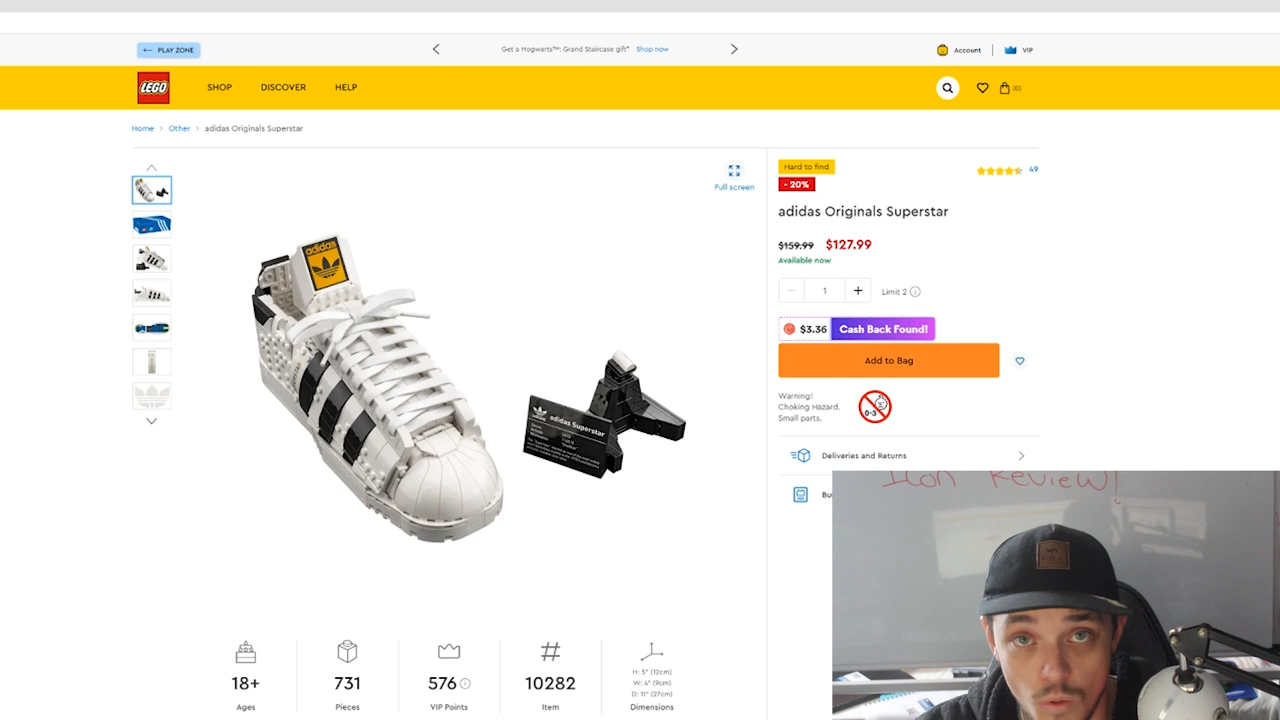 ← PLAY ZONE
Get a Hogwarts™: Grand Staircase gift* Shop now
Account
VIP
LEGO
SHOP
DISCOVER
HELP
(0)
Home > Other > adidas Originals Superstar
Full screen
Hard to find
49
- 20%
adidas Originals Superstar
$159.99 $127.99
Available now
1
Limit 2
$3.36 Cash Back Found!
Add to Bag
Warning!
Choking Hazard.
Small parts.
0-3
Deliveries and Returns
Bu
adidas
adidas Superstar
Icon Review!
RVCA
18+
Ages
731
Pieces
576
VIP Points
10282
Item
H: 5" (12cm)
W: 4" (9cm)
D: 11" (27cm)
Dimensions